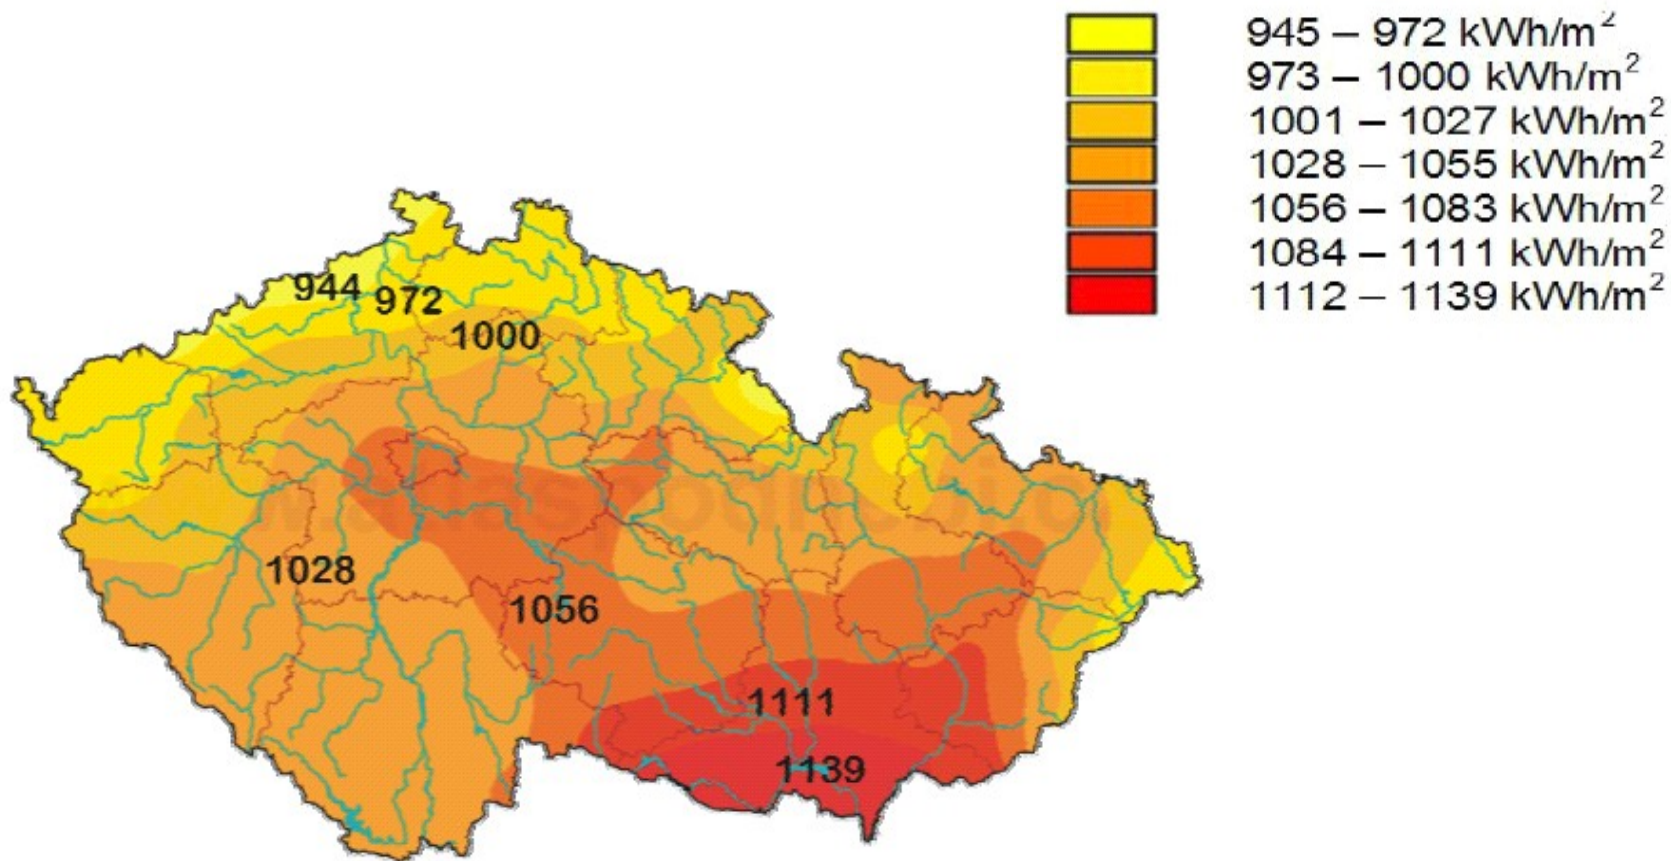 945 – 972 kWh/m²
973 – 1000 kWh/m²
1001 – 1027 kWh/m²
1028 – 1055 kWh/m²
1056 – 1083 kWh/m²
1084 – 1111 kWh/m²
1112 – 1139 kWh/m²
944
972
1000
1028
1056
1111
1139